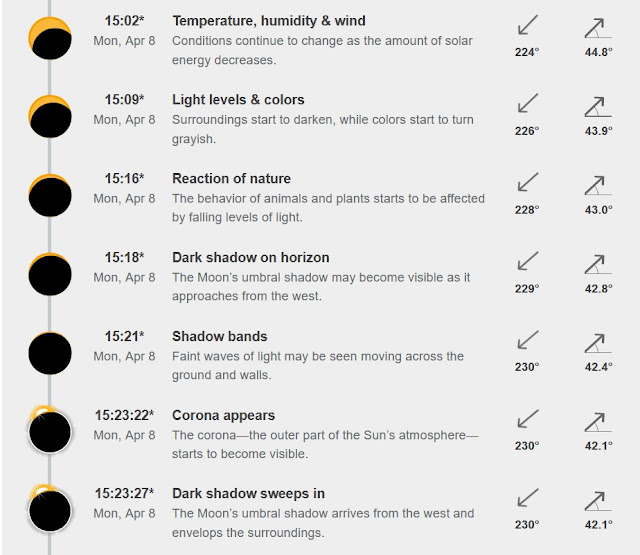 15:02* Temperature, humidity & wind
Mon, Apr 8 Conditions continue to change as the amount of solar
energy decreases.
224° 44.8°
15:09* Light levels & colors
Mon, Apr 8 Surroundings start to darken, while colors start to turn
grayish.
226° 43.9°
15:16* Reaction of nature
Mon, Apr 8 The behavior of animals and plants starts to be affected
by falling levels of light.
228° 43.0°
15:18* Dark shadow on horizon
Mon, Apr 8 The Moon's umbral shadow may become visible as it
approaches from the west.
229° 42.8°
15:21* Shadow bands
Mon, Apr 8 Faint waves of light may be seen moving across the
ground and walls.
230° 42.4°
15:23:22* Corona appears
Mon, Apr 8 The corona—the outer part of the Sun's atmosphere—
starts to become visible.
230° 42.1°
15:23:27* Dark shadow sweeps in
Mon, Apr 8 The Moon's umbral shadow arrives from the west and
envelops the surroundings.
230° 42.1°